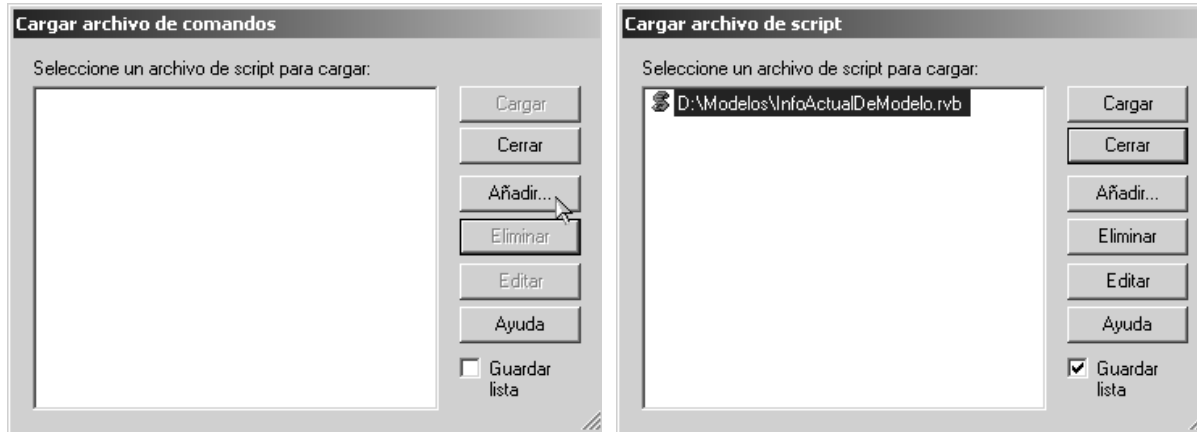 Cargar archivo de comandos
Seleccione un archivo de script para cargar:
Cargar
Cerrar
Añadir...
Eliminar
Editar
Ayuda
Guardar
lista
Cargar archivo de script
Seleccione un archivo de script para cargar:
D:\Modelos\InfoActualDeModelo.rvb
Cargar
Cerrar
Añadir...
Eliminar
Editar
Ayuda
Guardar
lista